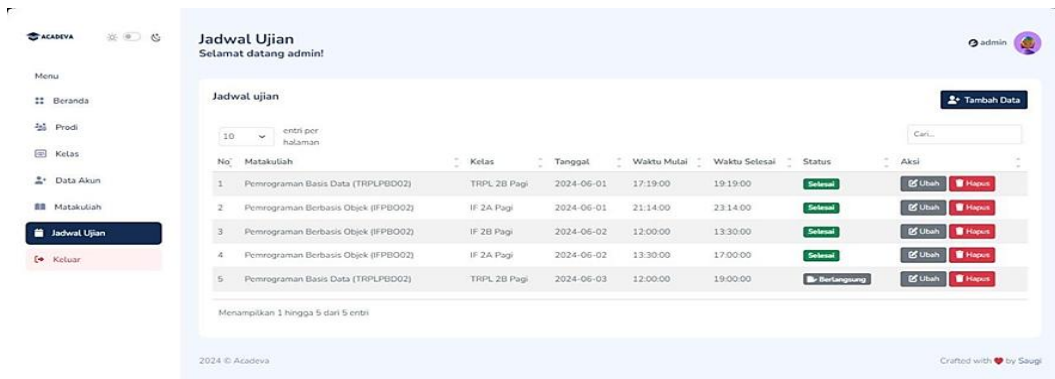 ACADEVA
Jadwal Ujian
Selamat datang admin!
admin
Menu
Beranda
Prodi
Kelas
Data Akun
Matakuliah
Jadwal Ujian
Keluar
Jadwal ujian
Tambah Data
10 entri per
halaman
Cari...
No Matakuliah Kelas Tanggal Waktu Mulai Waktu Selesai Status Aksi
1 Pemrograman Basis Data (TRPLPBD02) TRPL 2B Pagi 2024-06-01 17:19:00 19:19:00 Selesai Ubah Hapus
2 Pemrograman Berbasis Objek (IFPBO02) IF 2A Pagi 2024-06-01 21:14:00 23:14:00 Selesai Ubah Hapus
3 Pemrograman Berbasis Objek (IFPBO02) IF 2B Pagi 2024-06-02 12:00:00 13:30:00 Selesai Ubah Hapus
4 Pemrograman Berbasis Objek (IFPBO02) IF 2A Pagi 2024-06-02 13:30:00 17:00:00 Selesai Ubah Hapus
5 Pemrograman Basis Data (TRPLPBD02) TRPL 2B Pagi 2024-06-03 12:00:00 19:00:00 Berlangsung Ubah Hapus
Menampilkan 1 hingga 5 dari 5 entri
2024 © Acadeva
Crafted with ❤ by Saugi